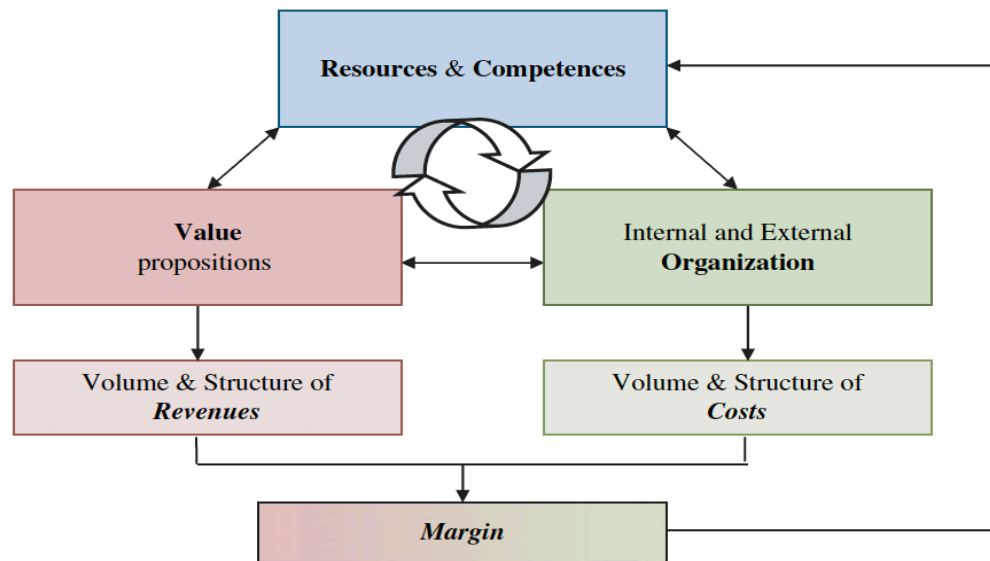 Resources & Competences
Value
propositions
Internal and External
Organization
Volume & Structure of
Revenues
Volume & Structure of
Costs
Margin